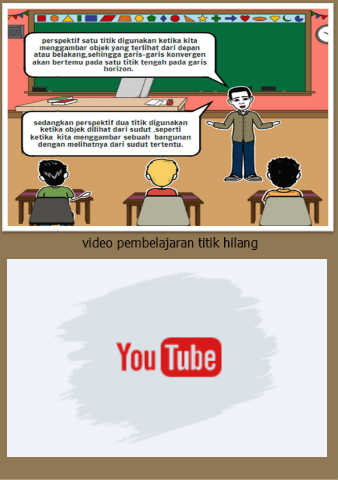 perspektif satu titik digunakan ketika kita
menggambar objek yang terlihat dari depan
atau belakang,sehingga garis-garis konvergen
akan bertemu pada satu titik tengah pada garis
horizon.
sedangkan perspektif dua titik digunakan
ketika objek dilihat dari sudut ,seperti
ketika kita menggambar sebuah bangunan
dengan melihatnya dari sudut tertentu.
video pembelajaran titik hilang
YouTube